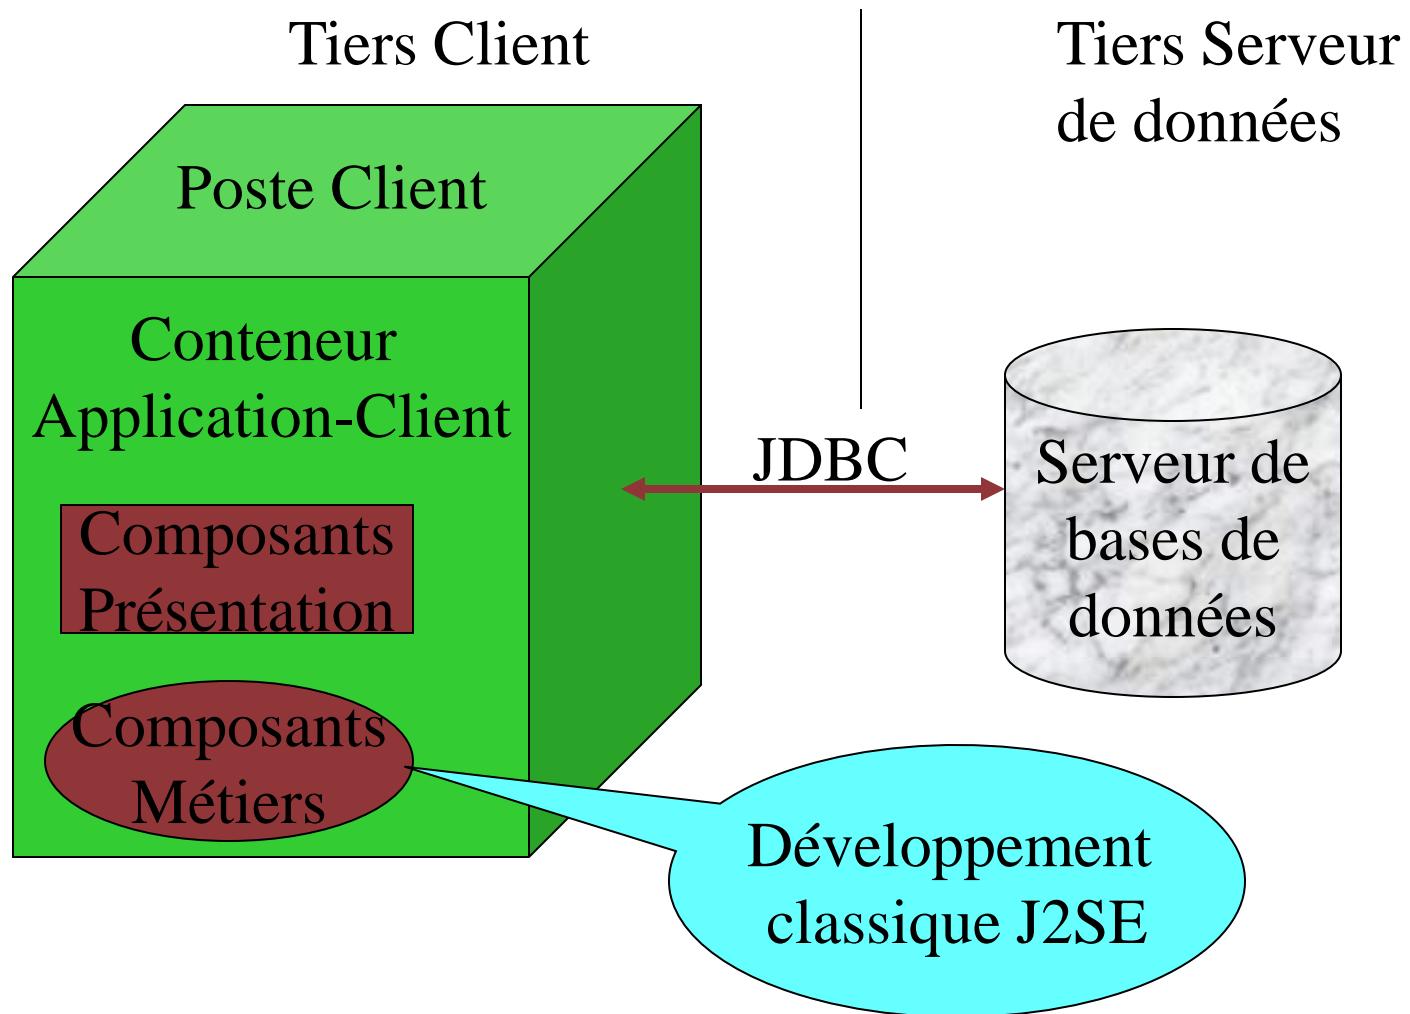 Tiers Client
Tiers Serveur
de données
Poste Client
Conteneur
Application-Client
JDBC
Serveur de
bases de
données
Composants
Présentation
Composants
Métiers
Développement
classique J2SE